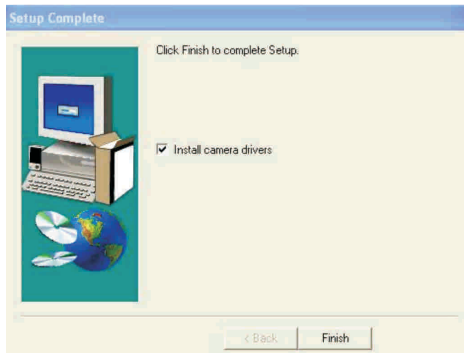 Setup Complete
Click Finish to complete Setup.
Install camera drivers
< Back
Finish